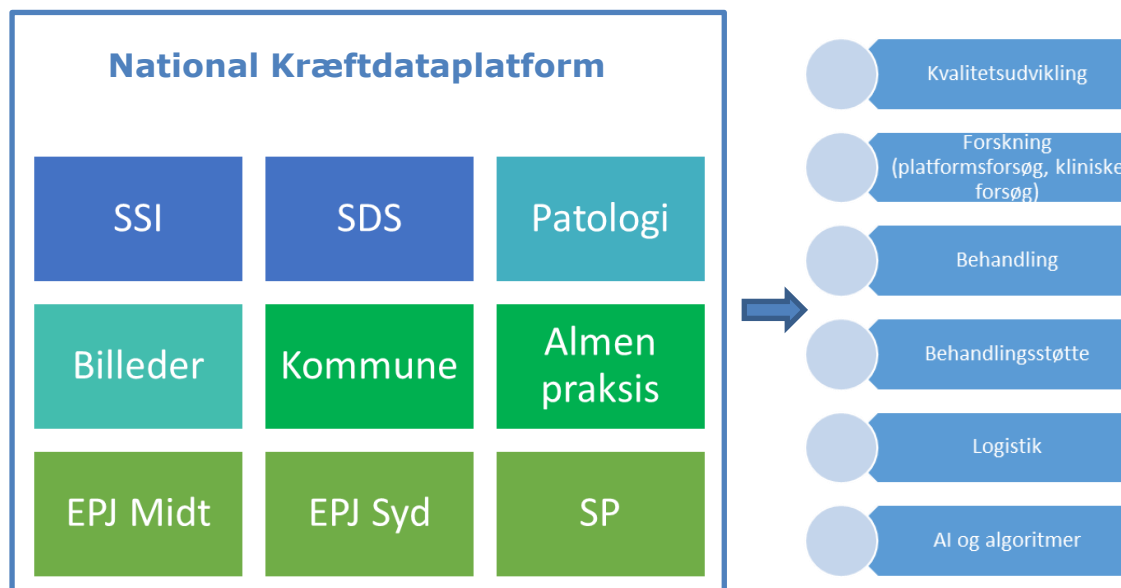 National Kræftdataplatform
SSI
SDS
Patologi
Billeder
Kommune
Almen
praksis
EPJ Midt
EPJ Syd
SP
Kvalitetsudvikling
Forskning
(platformsforsøg, kliniske
forsøg)
Behandling
Behandlingsstøtte
Logistik
AI og algoritmer